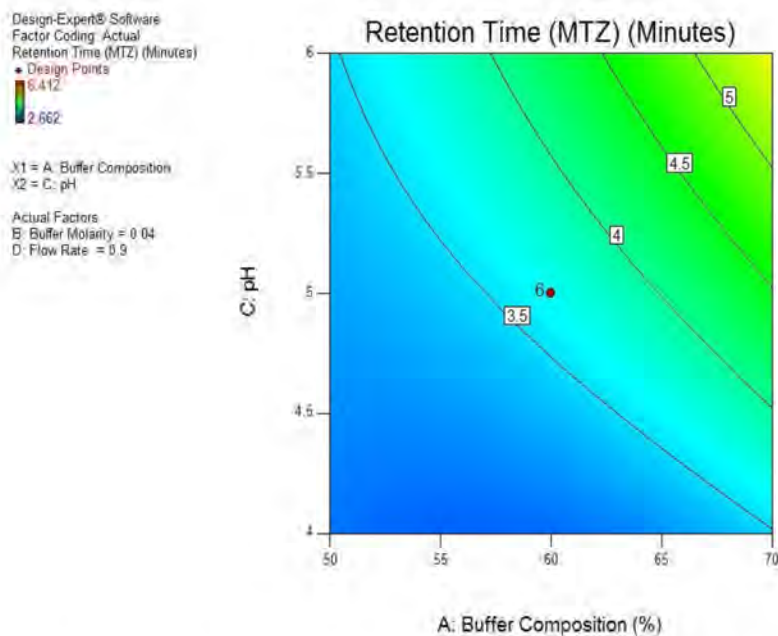 Design-Expert® Software
Factor Coding: Actual
Retention Time (MTZ) (Minutes)
Design Points
6.412
2.662
X1 = A: Buffer Composition
X2 = C: pH
Actual Factors
B: Buffer Molarity = 0.04
D: Flow Rate = 0.9
Retention Time (MTZ) (Minutes)
C: pH
6
5.5
5
4.5
4
5
4.5
4
6
3.5
50
55
60
65
70
A: Buffer Composition (%)